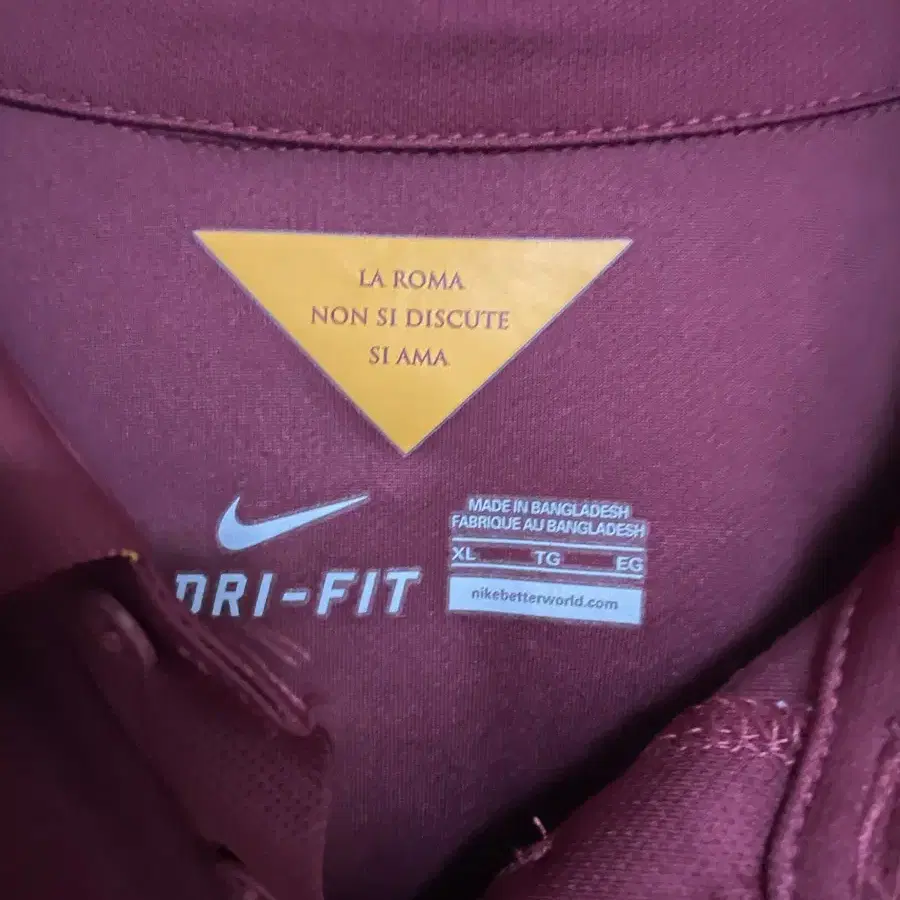 LA ROMA
NON SI DISCUTE
SI AMA
DRI-FIT
MADE IN BANGLADESH
FABRIQUE AU BANGLADESH
XL TG EG
nikebetterworld.com